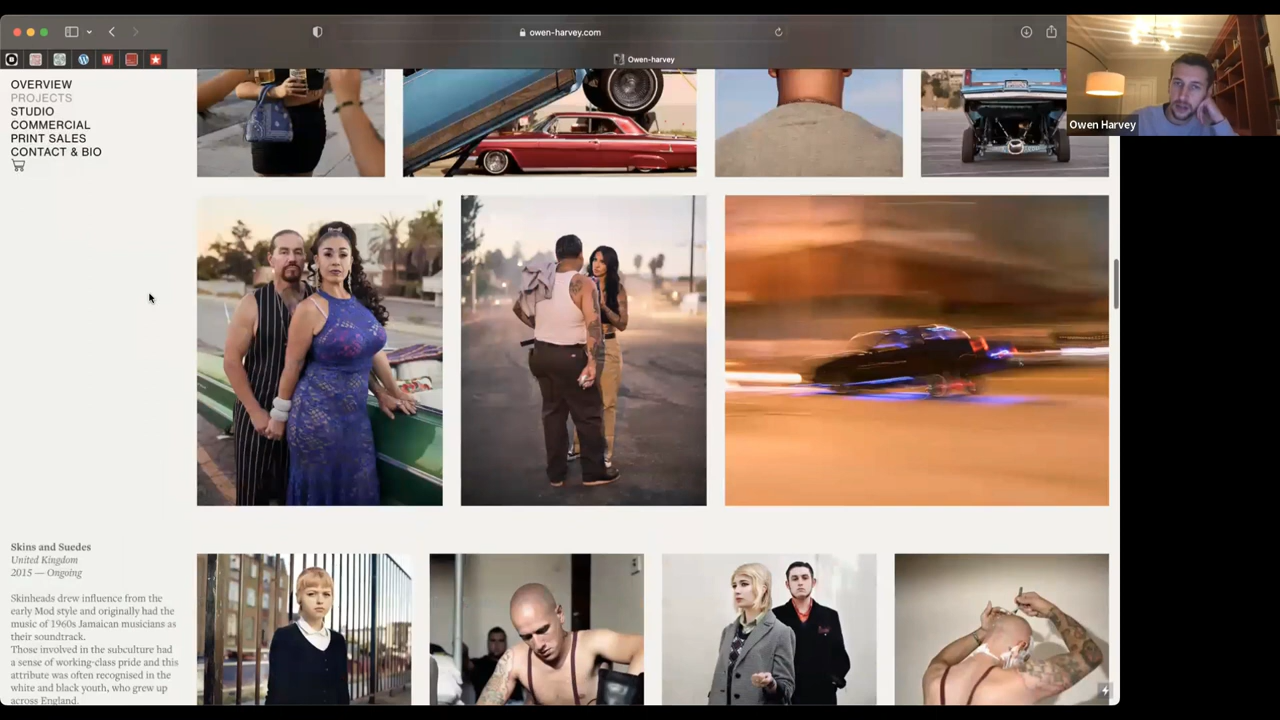 owen-harvey.com
W
Owen-harvey
OVERVIEW
PROJECTS
STUDIO
COMMERCIAL
PRINT SALES
CONTACT & BIO
Owen Harvey
Skins and Suedes
United Kingdom
2015 — Ongoing
Skinheads drew influence from the
early Mod style and originally had the
music of 1960s Jamaican musicians as
their soundtrack.
Those involved in the subculture had
a sense of working-class pride and this
attribute was often recognised in the
white and black youth, who grew up
across England.